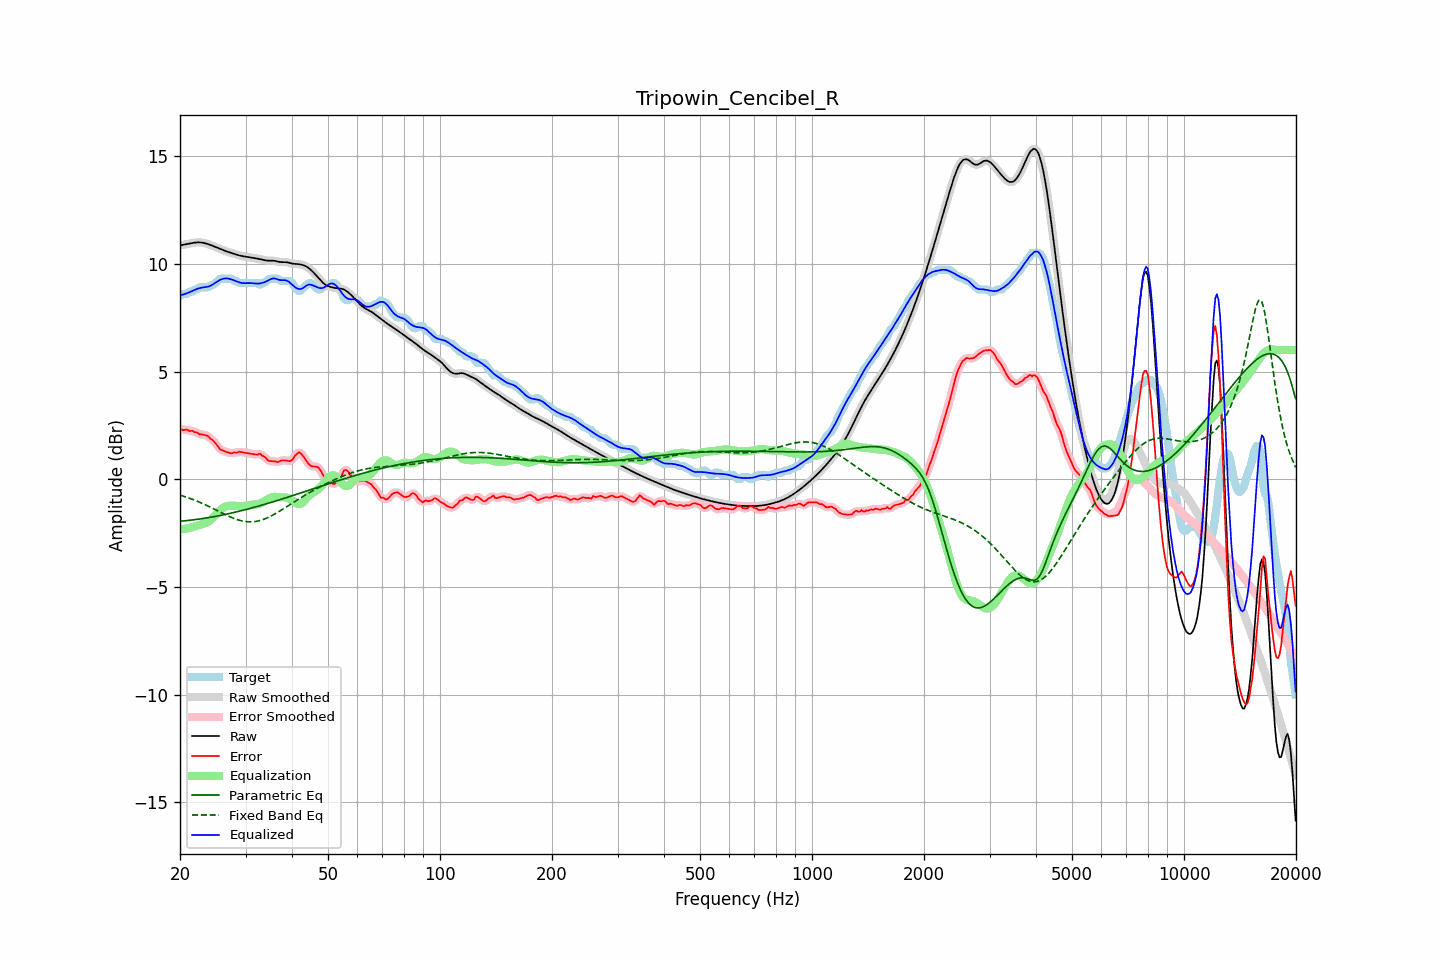 Tripowin_Cencibel_R
Amplitude (dBr)
15
10
5
0
−5
−10
−15
Target
Raw Smoothed
Error Smoothed
Raw
Error
Equalization
Parametric Eq
Fixed Band Eq
Equalized
20
50
100
200
500
1000
2000
5000
10000
20000
Frequency (Hz)